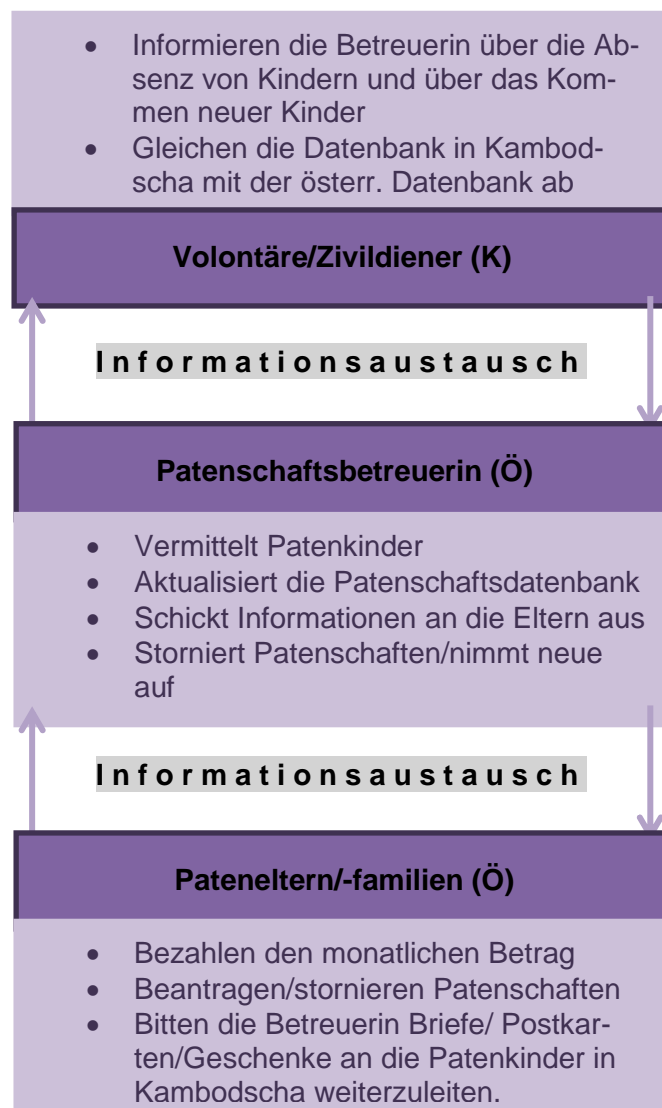 • Informieren die Betreuerin über die Ab-
senz von Kindern und über das Kom-
men neuer Kinder
• Gleichen die Datenbank in Kambod-
scha mit der österr. Datenbank ab
Volontäre/Zivildiener (K)
Informationsaustausch
Patenschaftsbetreuerin (Ö)
• Vermittelt Patenkinder
• Aktualisiert die Patenschaftsdatenbank
• Schickt Informationen an die Eltern aus
• Storniert Patenschaften/nimmt neue
auf
Informationsaustausch
Pateneltern/-familien (Ö)
• Bezahlen den monatlichen Betrag
• Beantragen/stornieren Patenschaften
• Bitten die Betreuerin Briefe/ Postkar-
ten/Geschenke an die Patenkinder in
Kambodscha weiterzuleiten.